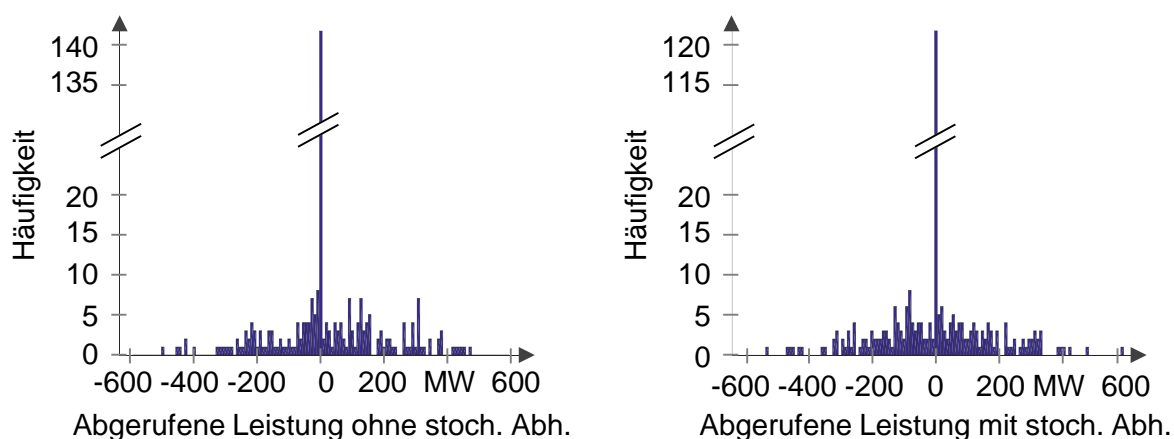 140
135
20
15
10
5
0
Häufigkeit
-600 -400 -200 0 200 MW 600
Abgerufene Leistung ohne stoch. Abh.
120
115
20
15
10
5
0
Häufigkeit
-600 -400 -200 0 200 MW 600
Abgerufene Leistung mit stoch. Abh.